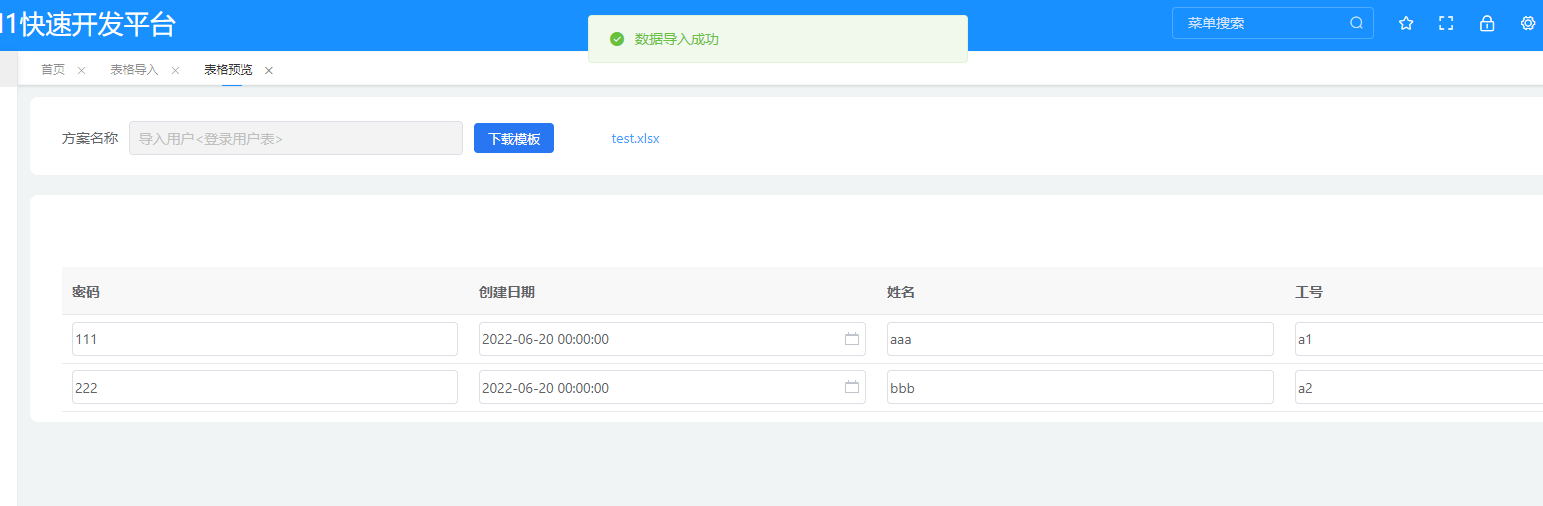 11快速开发平台
数据导入成功
菜单搜索
首页 表格导入 表格预览
方案名称 导入用户<登录用户表> 下载模板 test.xlsx
密码 创建日期 姓名 工号
111 2022-06-20 00:00:00 aaa a1
222 2022-06-20 00:00:00 bbb a2